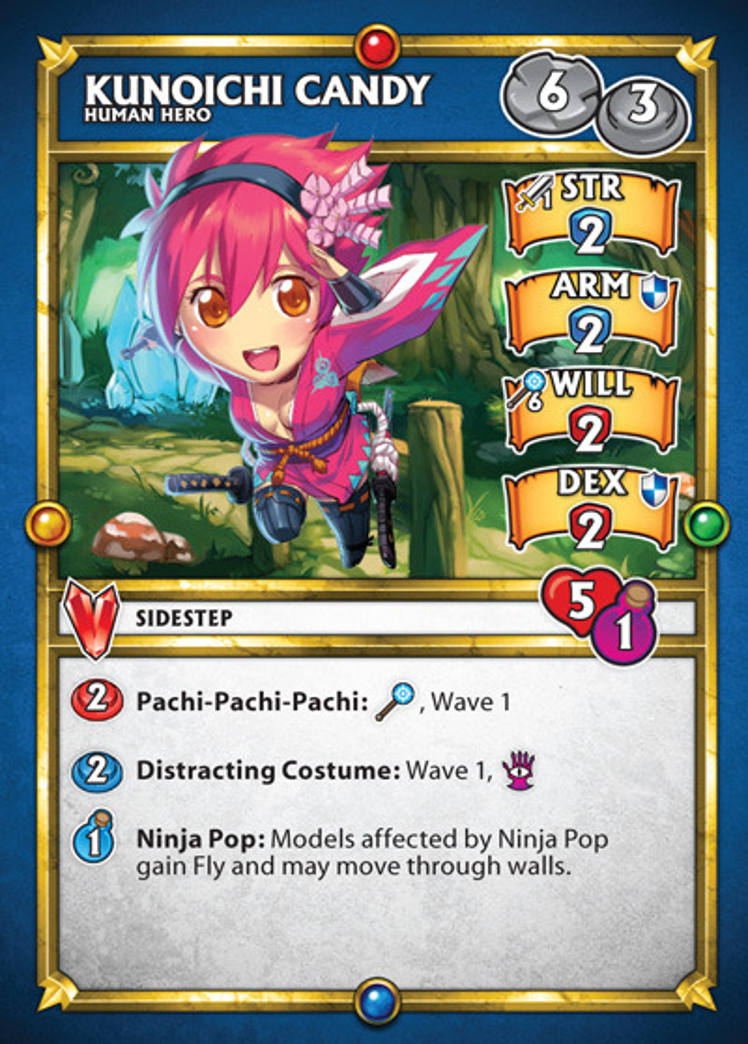 KUNOICHI CANDY
HUMAN HERO
6
3
1 STR
2
ARM
2
6 WILL
2
DEX
2
5
1
SIDESTEP
2 Pachi-Pachi-Pachi: , Wave 1
2 Distracting Costume: Wave 1,
1 Ninja Pop: Models affected by Ninja Pop
gain Fly and may move through walls.